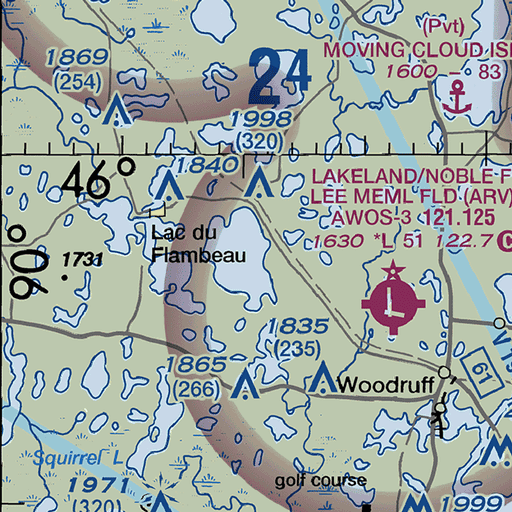 (Pvt)
MOVING CLOUD
1600 - 83
1869
(254)
24
1998
(320)
1840
46°
LAKELAND/NOBLE F
LEE MEML FLD (ARV)
AWOS-3 121.125
1630 *L 51 122.7 C
Lac du
Flambeau
90°
1731
1835
(235)
1865
(266)
Woodruff
61
Squirrel L
1971
(320)
golf course
1999